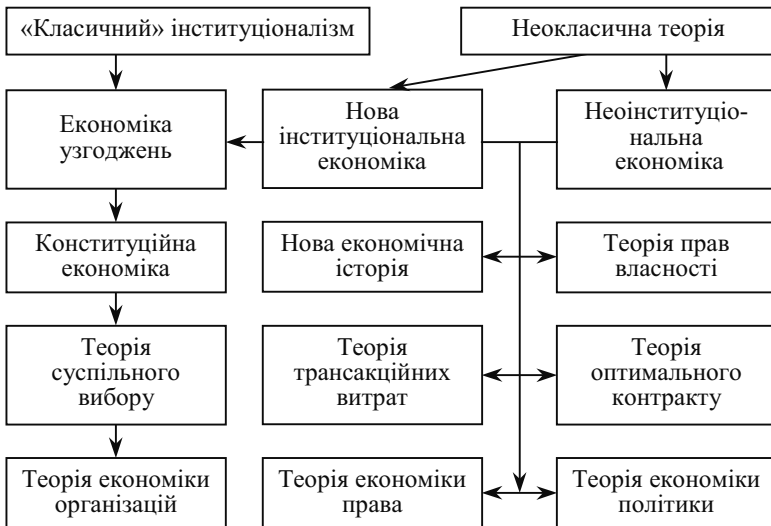 «Класичний» інституціоналізм
Неокласична теорія
Економіка
узгоджень
Нова
інституціональна
економіка
Неоінституціо-
нальна
економіка
Конституційна
економіка
Нова економічна
історія
Теорія прав
власності
Теорія
суспільного
вибору
Теорія
трансакційних
витрат
Теорія
оптимального
контракту
Теорія економіки
організацій
Теорія економіки
права
Теорія економіки
політики